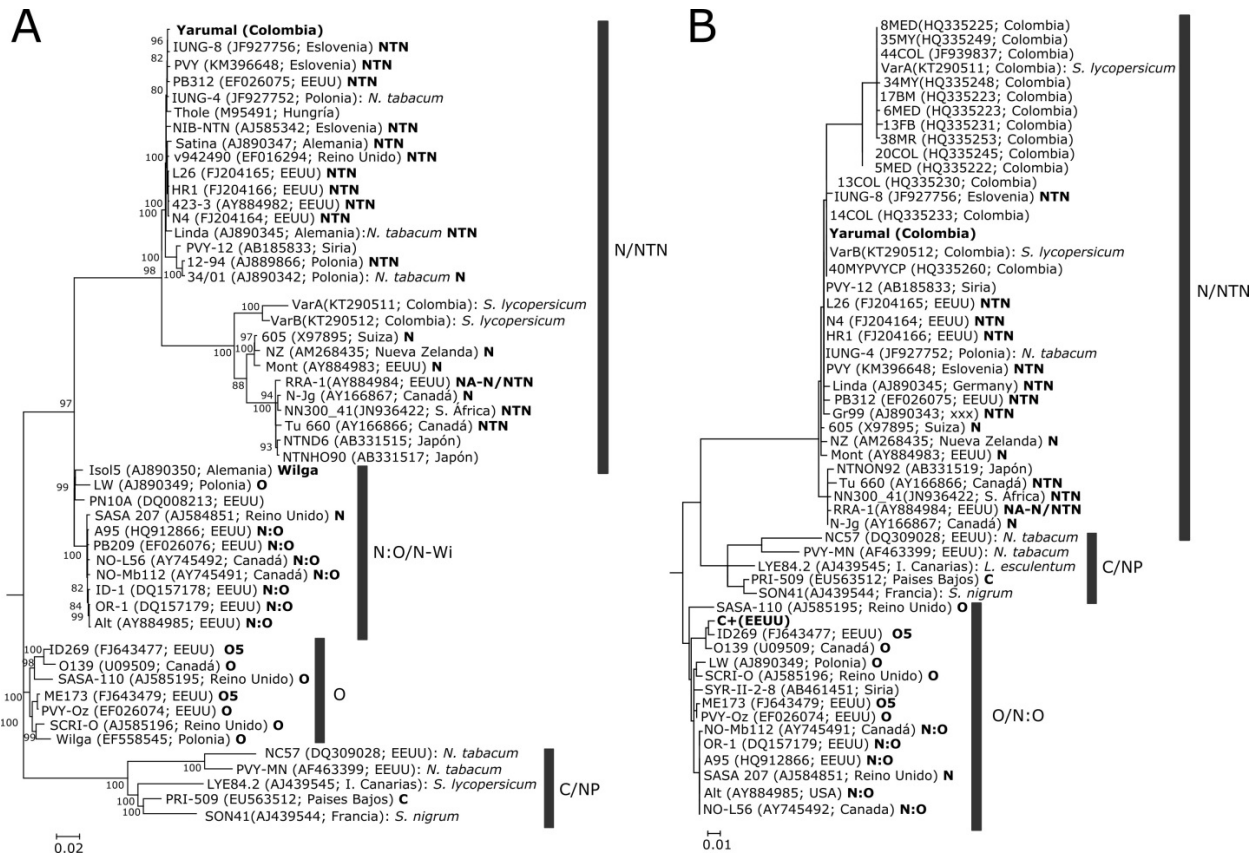 A
Yarumal (Colombia)
IUNG-8 (JF927756; Eslovenia) NTN
PVY (KM396648; Eslovenia) NTN
PB312 (EF026075; EEUU) NTN
IUNG-4 (JF927752; Polonia): N. tabacum
Thole (M95491; Hungría)
NIB-NTN (AJ585342; Eslovenia) NTN
Satina (AJ890347; Alemania) NTN
v942490 (EF016294; Reino Unido) NTN
L26 (FJ204165; EEUU) NTN
HR1 (FJ204166; EEUU) NTN
423-3 (AY884982; EEUU) NTN
N4 (FJ204164; EEUU) NTN
Linda (AJ890345; Alemania):N. tabacum NTN
PVY-12 (AB185833; Siria)
12-94 (AJ889866; Polonia) NTN
34/01 (AJ890342; Polonia): N. tabacum N
VarA(KT290511; Colombia): S. lycopersicum
VarB(KT290512; Colombia): S. lycopersicum
605 (X97895; Suiza) N
NZ (AM268435; Nueva Zelanda) N
Mont (AY884983; EEUU) N
RRA-1(AY884984; EEUU) NA-N/NTN
N-Jg (AY166867; Canadá) N
NN300_41(JN936422; S. África) NTN
Tu 660 (AY166866; Canadá) NTN
NTND6 (AB331515; Japón)
NTNHO90 (AB331517; Japón)
Isol5 (AJ890350; Alemania) Wilga
LW (AJ890349; Polonia) O
PN10A (DQ008213; EEUU)
SASA 207 (AJ584851; Reino Unido) N
A95 (HQ912866; EEUU) N:O
PB209 (EF026076; EEUU) N:O
NO-L56 (AY745492; Canadá) N:O
NO-Mb112 (AY745491; Canadá) N:O
ID-1 (DQ157178; EEUU) N:O
OR-1 (DQ157179; EEUU) N:O
Alt (AY884985; EEUU) N:O
ID269 (FJ643477; EEUU) O5
O139 (U09509; Canadá) O
SASA-110 (AJ585195; Reino Unido) O
ME173 (FJ643479; EEUU) O5
PVY-Oz (EF026074; EEUU) O
SCRI-O (AJ585196; Reino Unido) O
Wilga (EF558545; Polonia) O
NC57 (DQ309028; EEUU): N. tabacum
PVY-MN (AF463399; EEUU): N. tabacum
LYE84.2 (AJ439545; I. Canarias): S. lycopersicum
PRI-509 (EU563512; Paises Bajos) C
SON41(AJ439544; Francia): S. nigrum
96
82
80
100
100
100
100
98
100
100
100
97
100
88
94
100
93
97
99
100
82
84
99
100
98
100
100
99
100
100
100
100
N/NTN
N:O/N-Wi
O
C/NP
0.02
B
8MED(HQ335225; Colombia)
35MY(HQ335249; Colombia)
44COL (JF939837; Colombia)
VarA(KT290511; Colombia): S. lycopersicum
34MY(HQ335248; Colombia)
17BM (HQ335223; Colombia)
6MED (HQ335223; Colombia)
13FB (HQ335231; Colombia)
38MR (HQ335253; Colombia)
20COL (HQ335245; Colombia)
5MED (HQ335222; Colombia)
13COL (HQ335230; Colombia)
IUNG-8 (JF927756; Eslovenia) NTN
14COL (HQ335233; Colombia)
Yarumal (Colombia)
VarB(KT290512; Colombia): S. lycopersicum
40MYPVYCP (HQ335260; Colombia)
PVY-12 (AB185833; Siria)
L26 (FJ204165; EEUU) NTN
N4 (FJ204164; EEUU) NTN
HR1 (FJ204166; EEUU) NTN
IUNG-4 (JF927752; Polonia): N. tabacum
PVY (KM396648; Eslovenia) NTN
Linda (AJ890345; Germany) NTN
PB312 (EF026075; EEUU) NTN
Gr99 (AJ890343; xxx) NTN
605 (X97895; Suiza) N
NZ (AM268435; Nueva Zelanda) N
Mont (AY884983; EEUU) N
NTNON92 (AB331519; Japón)
Tu 660 (AY166866; Canadá) NTN
NN300_41(JN936422; S. África) NTN
RRA-1(AY884984; EEUU) NA-N/NTN
N-Jg (AY166867; Canadá) N
NC57 (DQ309028; EEUU): N. tabacum
PVY-MN (AF463399; EEUU): N. tabacum
LYE84.2 (AJ439545; I. Canarias): L. esculentum
PRI-509 (EU563512; Paises Bajos) C
SON41(AJ439544; Francia): S. nigrum
SASA-110 (AJ585195; Reino Unido) O
C+(EEUU)
ID269 (FJ643477; EEUU) O5
O139 (U09509; Canadá) O
LW (AJ890349; Polonia) O
SCRI-O (AJ585196; Reino Unido) O
SYR-II-2-8 (AB461451; Siria)
ME173 (FJ643479; EEUU) O5
PVY-Oz (EF026074; EEUU) O
NO-Mb112 (AY745491; Canadá) N:O
OR-1 (DQ157179; EEUU) N:O
A95 (HQ912866; EEUU) N:O
SASA 207 (AJ584851; Reino Unido) N
Alt (AY884985; USA) N:O
NO-L56 (AY745492; Canada) N:O
N/NTN
C/NP
O/N:O
0.01